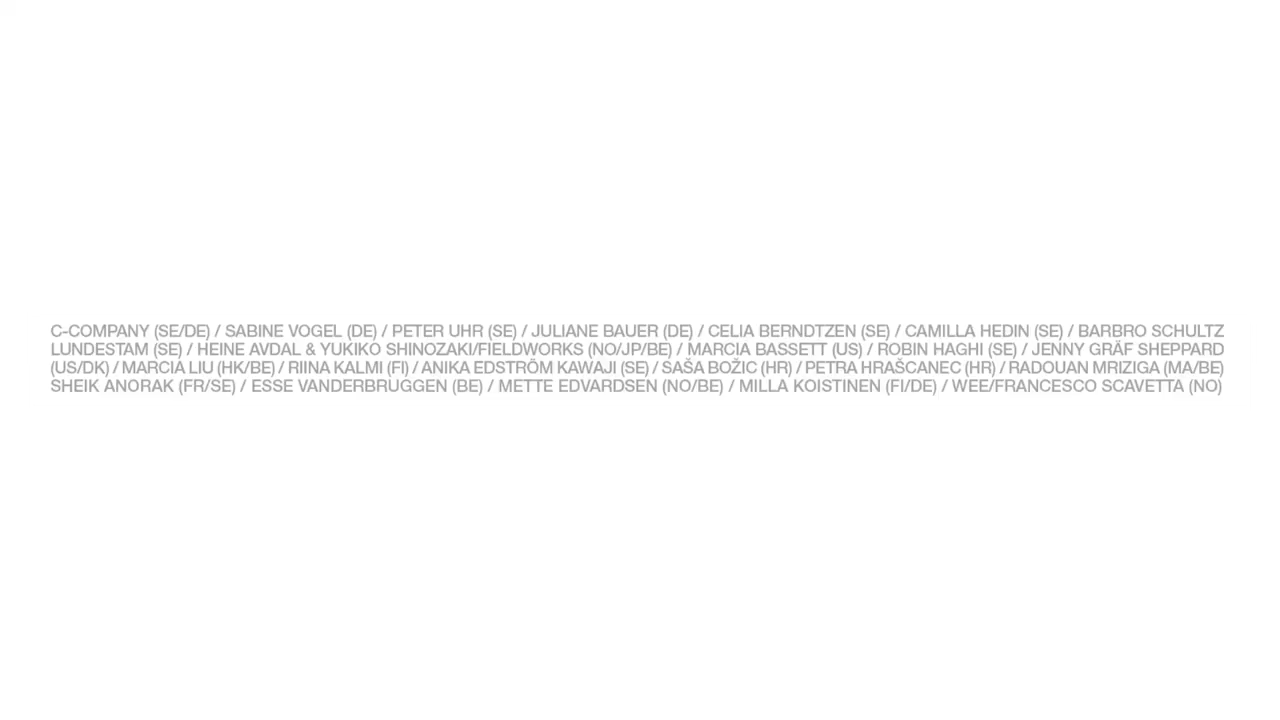 C-COMPANY (SE/DE) / SABINE VOGEL (DE) / PETER UHR (SE) / JULIANE BAUER (DE) / CELIA BERNDTZEN (SE) / CAMILLA HEDIN (SE) / BARBRO SCHULTZ
LUNDESTAM (SE) / HEINE AVDAL & YUKIKO SHINOZAKI/FIELDWORKS (NO/JP/BE) / MARCIA BASSETT (US) / ROBIN HAGHI (SE) / JENNY GRÄF SHEPPARD
(US/DK) / MARCIA LIU (HK/BE) / RIINA KALMI (FI) / ANIKA EDSTRÖM KAWAJI (SE) / SAŠA BOŽIC (HR) / PETRA HRAŠCANEC (HR) / RADOUAN MRIZIGA (MA/BE)
SHEIK ANORAK (FR/SE) / ESSE VANDERBRUGGEN (BE) / METTE EDVARDSEN (NO/BE) / MILLA KOISTINEN (FI/DE) / WEE/FRANCESCO SCAVETTA (NO)